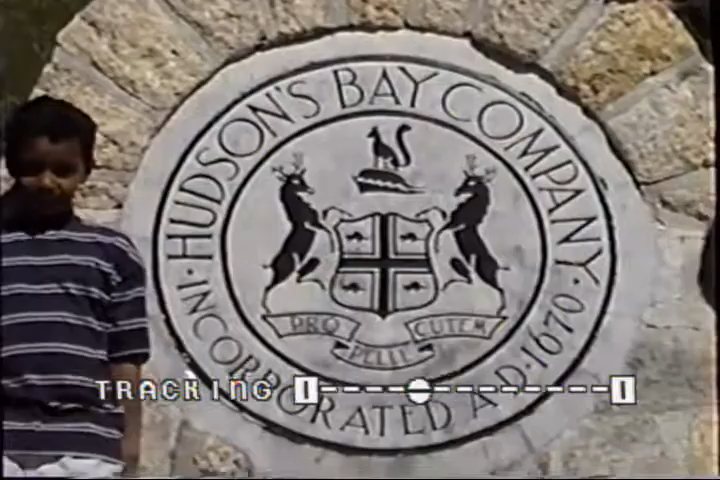 · HUDSON'S BAY COMPANY ·
INCORPORATED A·D·1670
PRO
PELLE
CUTEM
TRACKING